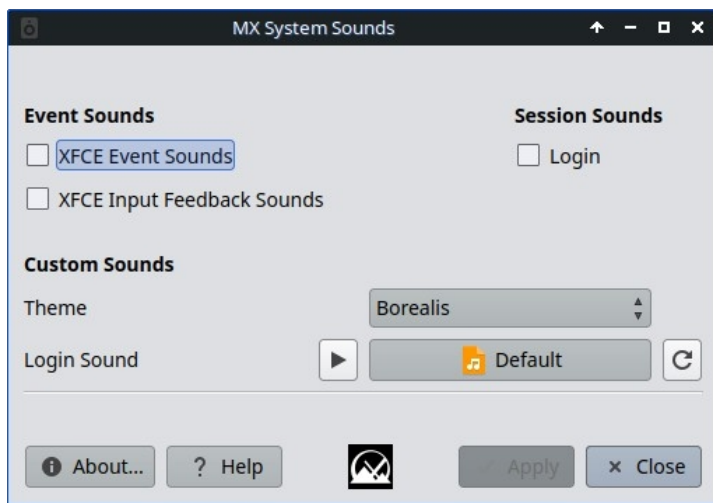 MX System Sounds
Event Sounds
Session Sounds
XFCE Event Sounds
Login
XFCE Input Feedback Sounds
Custom Sounds
Theme
Borealis
Login Sound
Default
About...
? Help
Apply
Close